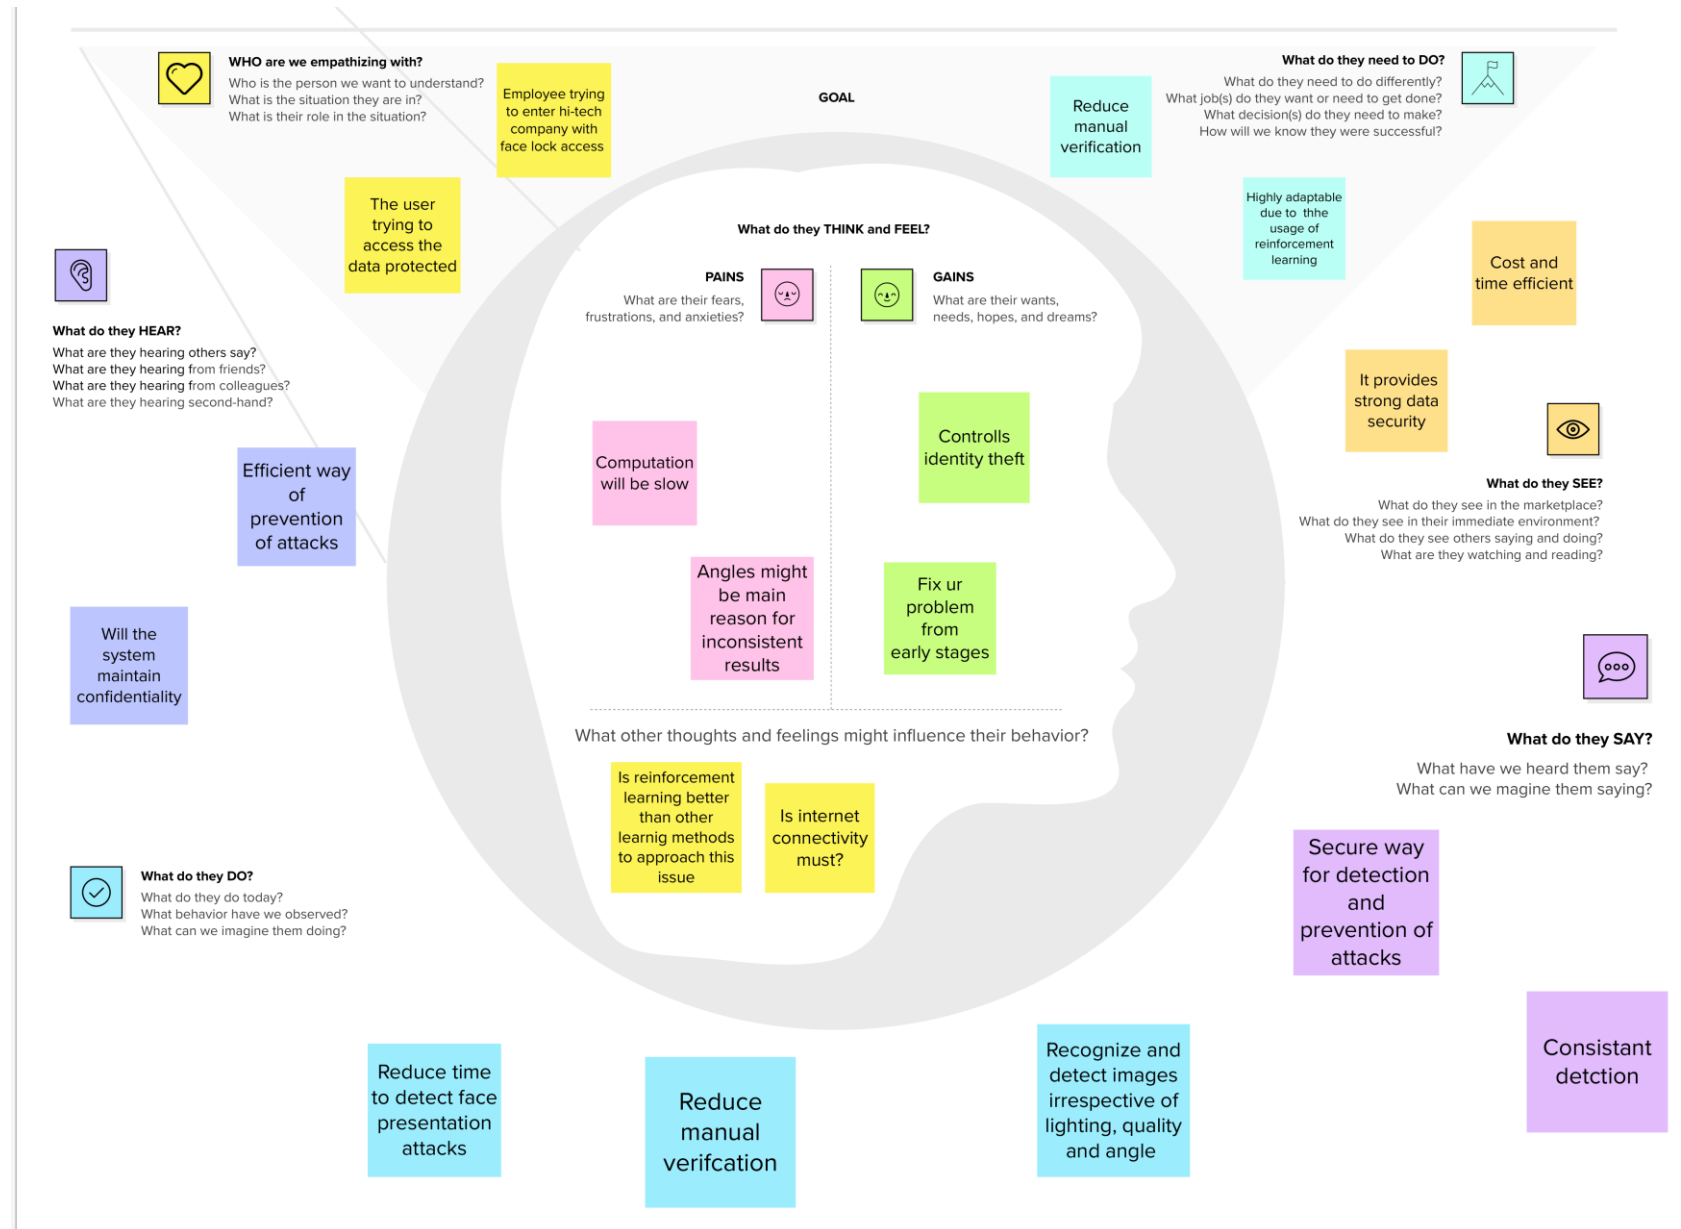 WHO are we empathizing with?
Who is the person we want to understand?
What is the situation they are in?
What is their role in the situation?
Employee trying
to enter hi-tech
company with
face lock access
The user
trying to
access the
data protected
GOAL
What do they need to DO?
What do they need to do differently?
What job(s) do they want or need to get done?
What decision(s) do they need to make?
How will we know they were successful?
Reduce
manual
verification
Highly adaptable
due to thhe
usage of
reinforcement
learning
What do they HEAR?
What are they hearing others say?
What are they hearing from friends?
What are they hearing from colleagues?
What are they hearing second-hand?
Efficient way
of
prevention
of attacks
Will the
system
maintain
confidentiality
What do they THINK and FEEL?
PAINS
What are their fears,
frustrations, and anxieties?
GAINS
What are their wants,
needs, hopes, and dreams?
Computation
will be slow
Angles might
be main
reason for
inconsistent
results
Controlls
identity theft
Fix ur
problem
from
early stages
What other thoughts and feelings might influence their behavior?
Is reinforcement
learning better
than other
learnig methods
to approach this
issue
Is internet
connectivity
must?
Cost and
time efficient
It provides
strong data
security
What do they SEE?
What do they see in the marketplace?
What do they see in their immediate environment?
What do they see others saying and doing?
What are they watching and reading?
What do they SAY?
What have we heard them say?
What can we magine them saying?
Secure way
for detection
and
prevention of
attacks
Consistant
detction
What do they DO?
What do they do today?
What behavior have we observed?
What can we imagine them doing?
Reduce time
to detect face
presentation
attacks
Reduce
manual
verifcation
Recognize and
detect images
irrespective of
lighting, quality
and angle